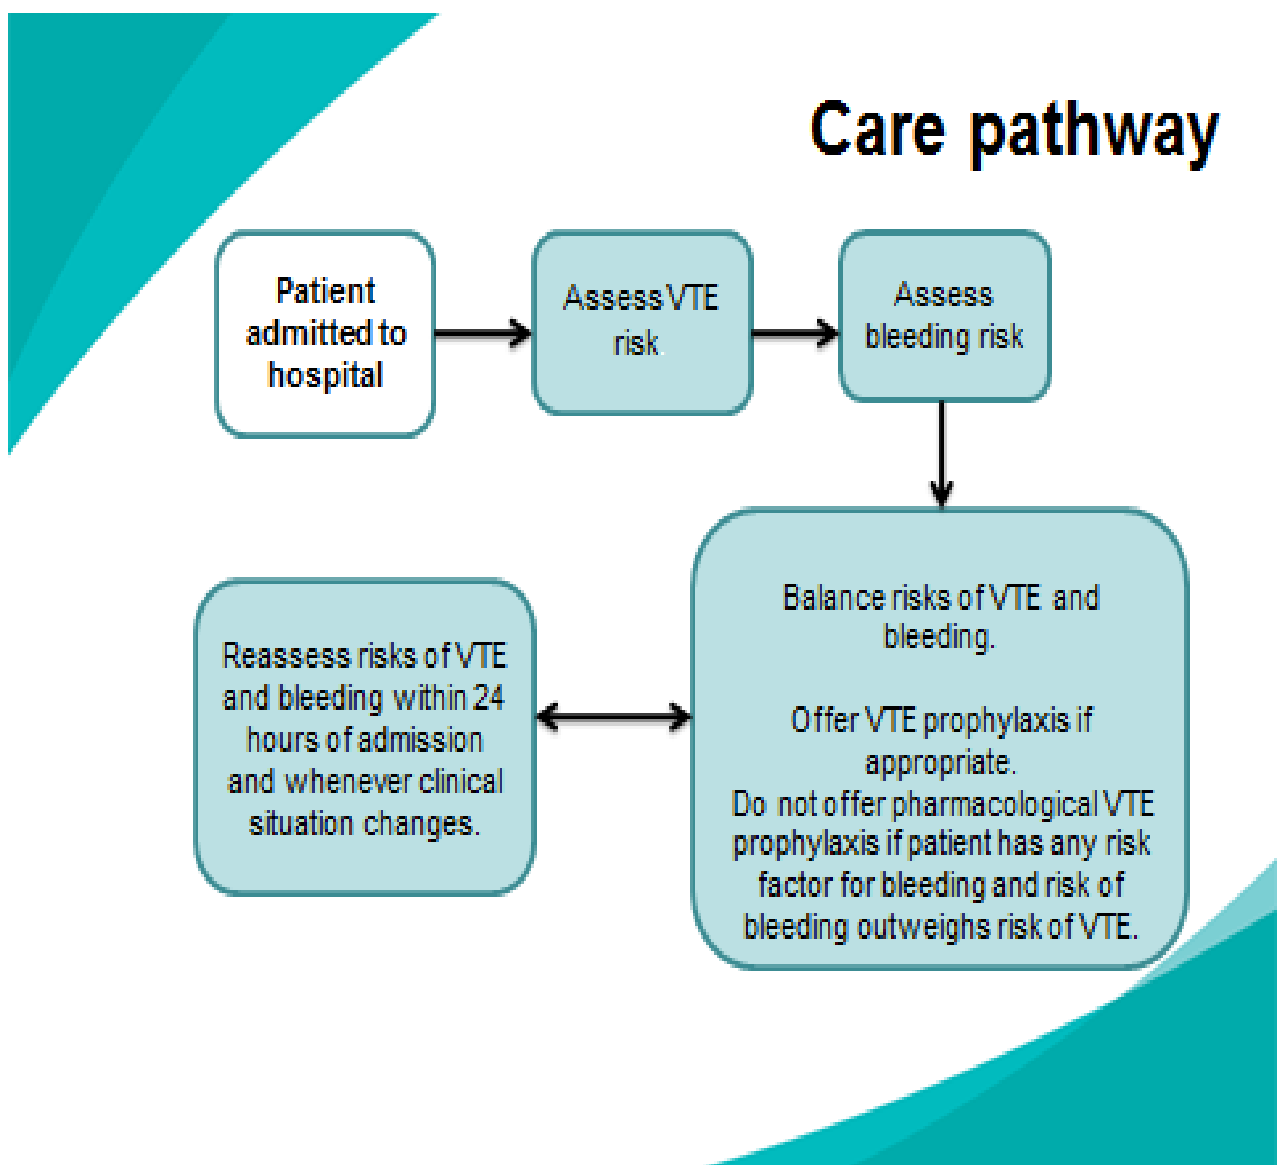 Care pathway
Patient
admitted to
hospital
Assess VTE
risk
Assess
bleeding risk
Balance risks of VTE and
bleeding.
Offer VTE prophylaxis if
appropriate.
Do not offer pharmacological VTE
prophylaxis if patient has any risk
factor for bleeding and risk of
bleeding outweighs risk of VTE.
Reassess risks of VTE
and bleeding within 24
hours of admission
and whenever clinical
situation changes.